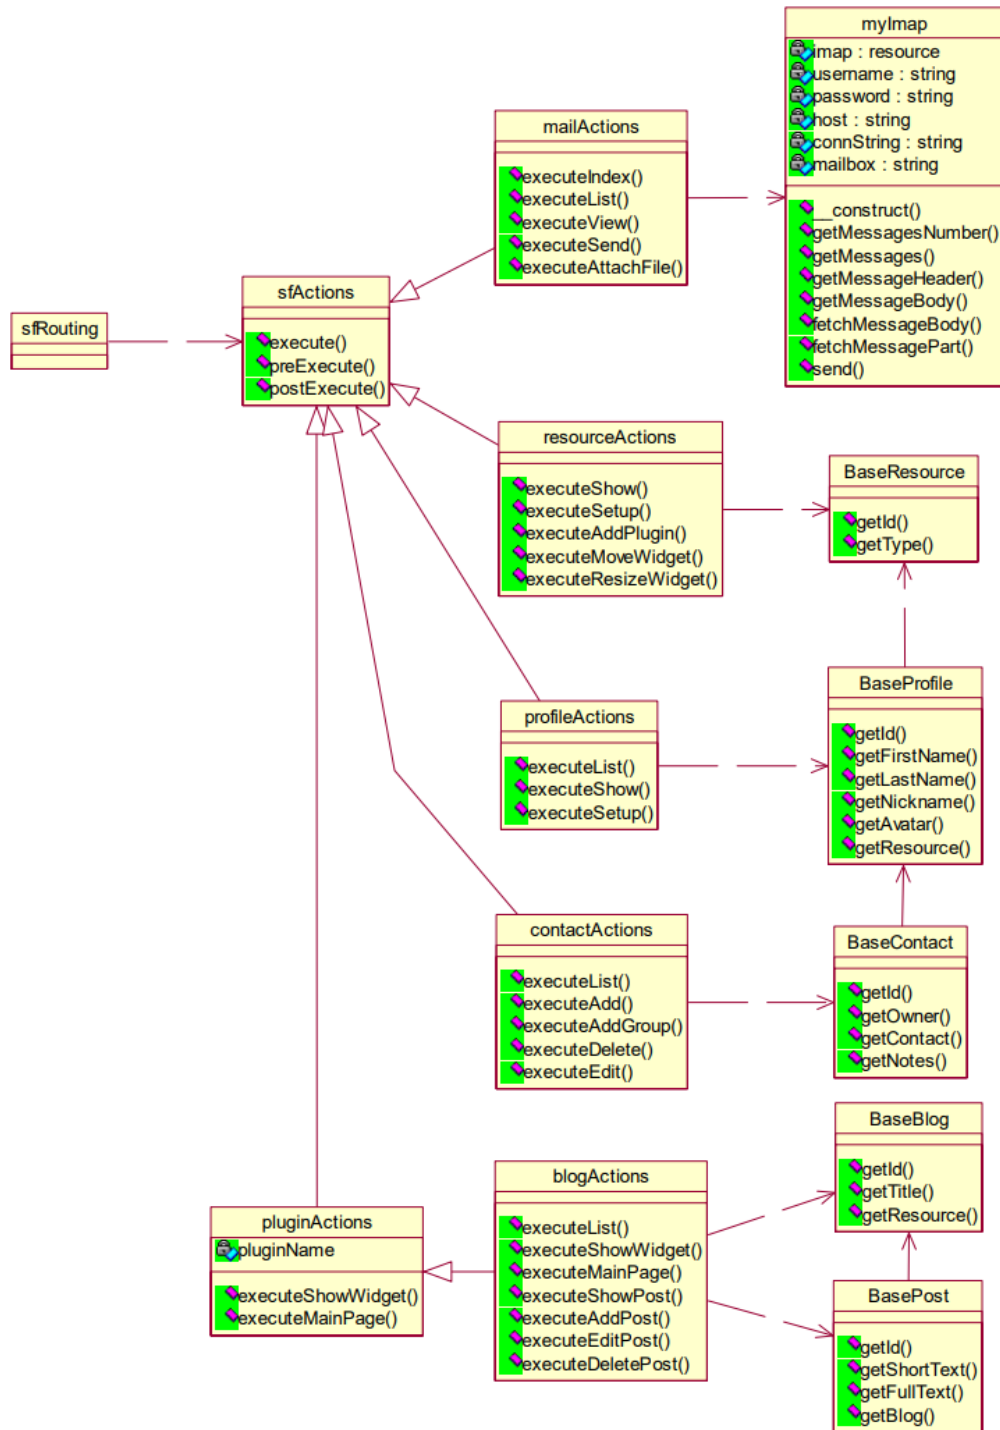 myImap
imap : resource
username : string
password : string
host : string
connString : string
mailbox : string
__construct()
getMessagesNumber()
getMessages()
getMessageHeader()
getMessageBody()
fetchMessageBody()
fetchMessagePart()
send()
mailActions
executeIndex()
executeList()
executeView()
executeSend()
executeAttachFile()
sfActions
execute()
preExecute()
postExecute()
sfRouting
resourceActions
executeShow()
executeSetup()
executeAddPlugin()
executeMoveWidget()
executeResizeWidget()
BaseResource
getId()
getType()
profileActions
executeList()
executeShow()
executeSetup()
BaseProfile
getId()
getFirstName()
getLastName()
getNickname()
getAvatar()
getResource()
contactActions
executeList()
executeAdd()
executeAddGroup()
executeDelete()
executeEdit()
BaseContact
getId()
getOwner()
getContact()
getNotes()
pluginActions
pluginName
executeShowWidget()
executeMainPage()
blogActions
executeList()
executeShowWidget()
executeMainPage()
executeShowPost()
executeAddPost()
executeEditPost()
executeDeletePost()
BaseBlog
getId()
getTitle()
getResource()
BasePost
getId()
getShortText()
getFullText()
getBlog()